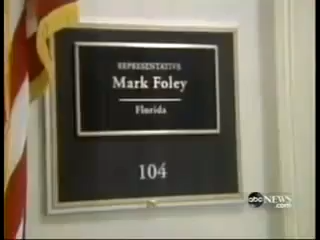 REPRESENTATIVE
Mark Foley
Florida
104
abc NEWS
.com